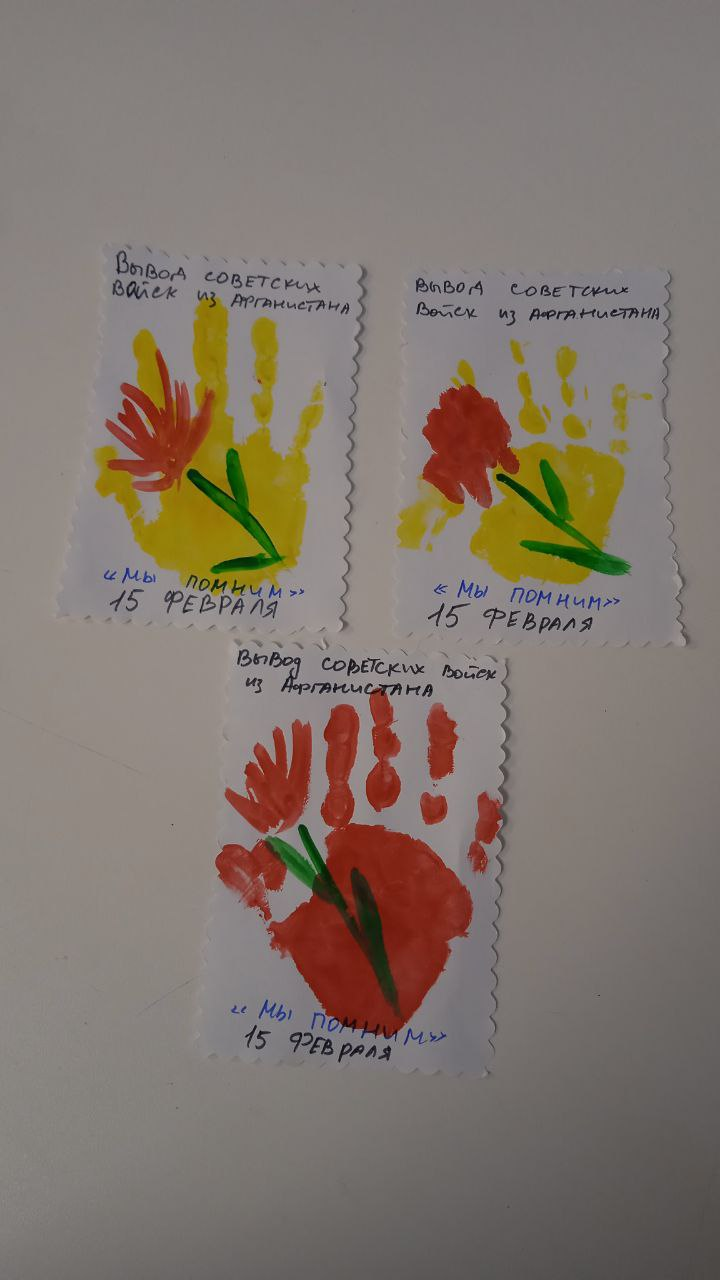 Вывод советских
войск из Афганистана
«Мы помним»
15 ФЕВРАЛЯ
Вывод советских
войск из Афганистана
«Мы помним»
15 ФЕВРАЛЯ
Вывод советских войск
из Афганистана
«Мы помним»
15 ФЕВРАЛЯ